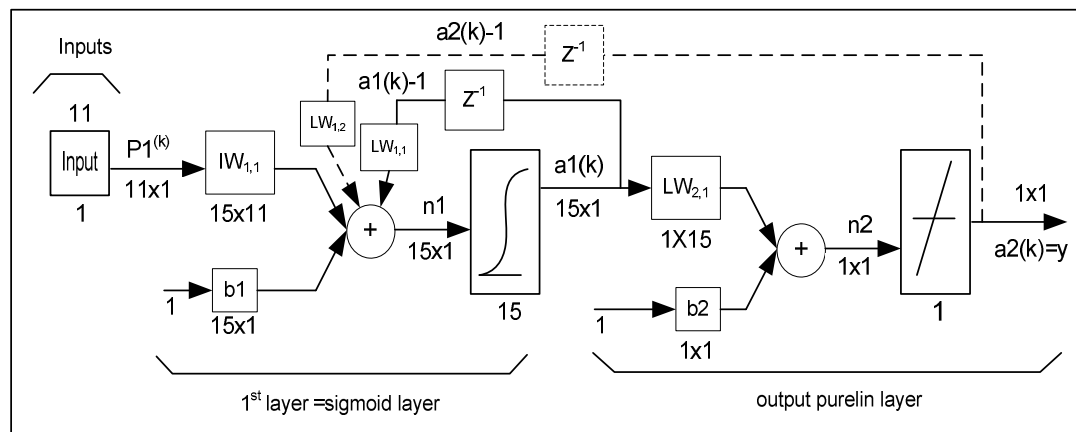 Inputs
11
Input
1
P1(k)
11x1
IW1,1
15x11
1
b1
15x1
LW1,2
LW1,1
a2(k)-1
Z-1
a1(k)-1
Z-1
+
n1
15x1
15
a1(k)
15x1
LW2,1
1X15
1
b2
1x1
+
n2
1x1
1
1x1
a2(k)=y
1st layer =sigmoid layer
output purelin layer